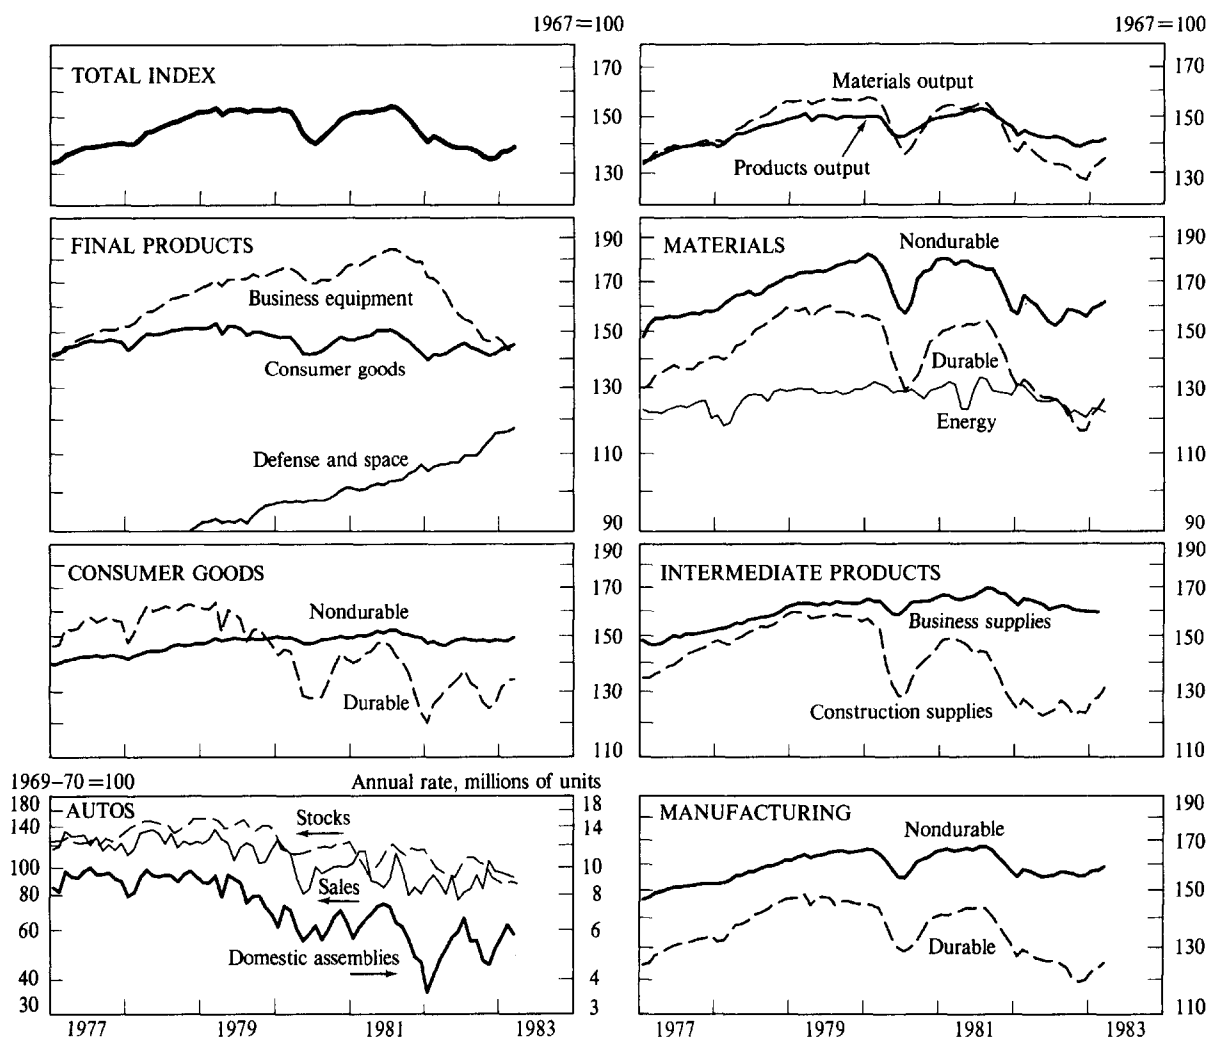 1967=100
1967=100
TOTAL INDEX
170
150
130
Materials output
Products output
170
150
130
FINAL PRODUCTS
Business equipment
Consumer goods
Defense and space
190
170
150
130
110
90
MATERIALS
Nondurable
Durable
Energy
190
170
150
130
110
90
CONSUMER GOODS
Nondurable
Durable
190
170
150
130
110
INTERMEDIATE PRODUCTS
Business supplies
Construction supplies
190
170
150
130
110
1969–70=100
Annual rate, millions of units
AUTOS
180
140
100
80
60
40
30
Stocks
Sales
Domestic assemblies
18
14
10
8
6
4
3
1977
1979
1981
1983
MANUFACTURING
Nondurable
Durable
190
170
150
130
110
1977
1979
1981
1983